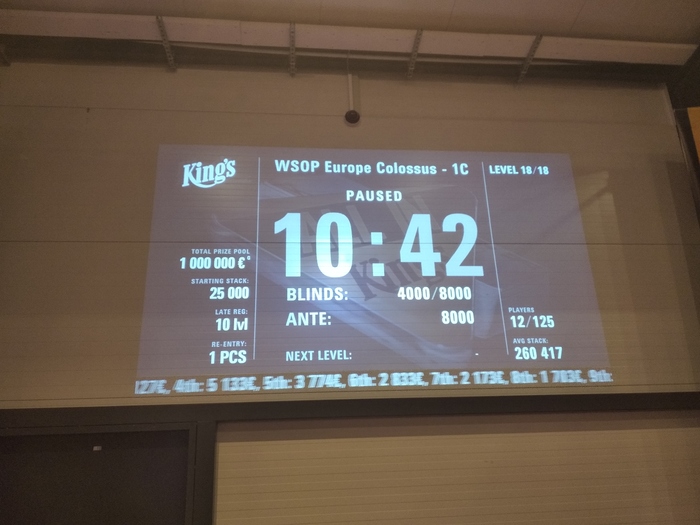 King's
WSOP Europe Colossus - 1C
LEVEL 18/18
PAUSED
10:42
TOTAL PRIZE POOL
1 000 000 €*
STARTING STACK:
25 000
LATE REG:
10 lvl
RE-ENTRY:
1 PCS
BLINDS: 4000/8000
ANTE: 8000
NEXT LEVEL: -
PLAYERS
12/125
AVG STACK:
260 417
27€, 4th: 5 133€, 5th: 3 774€, 6th: 2 833€, 7th: 2 173€, 8th: 1 703€, 9th: